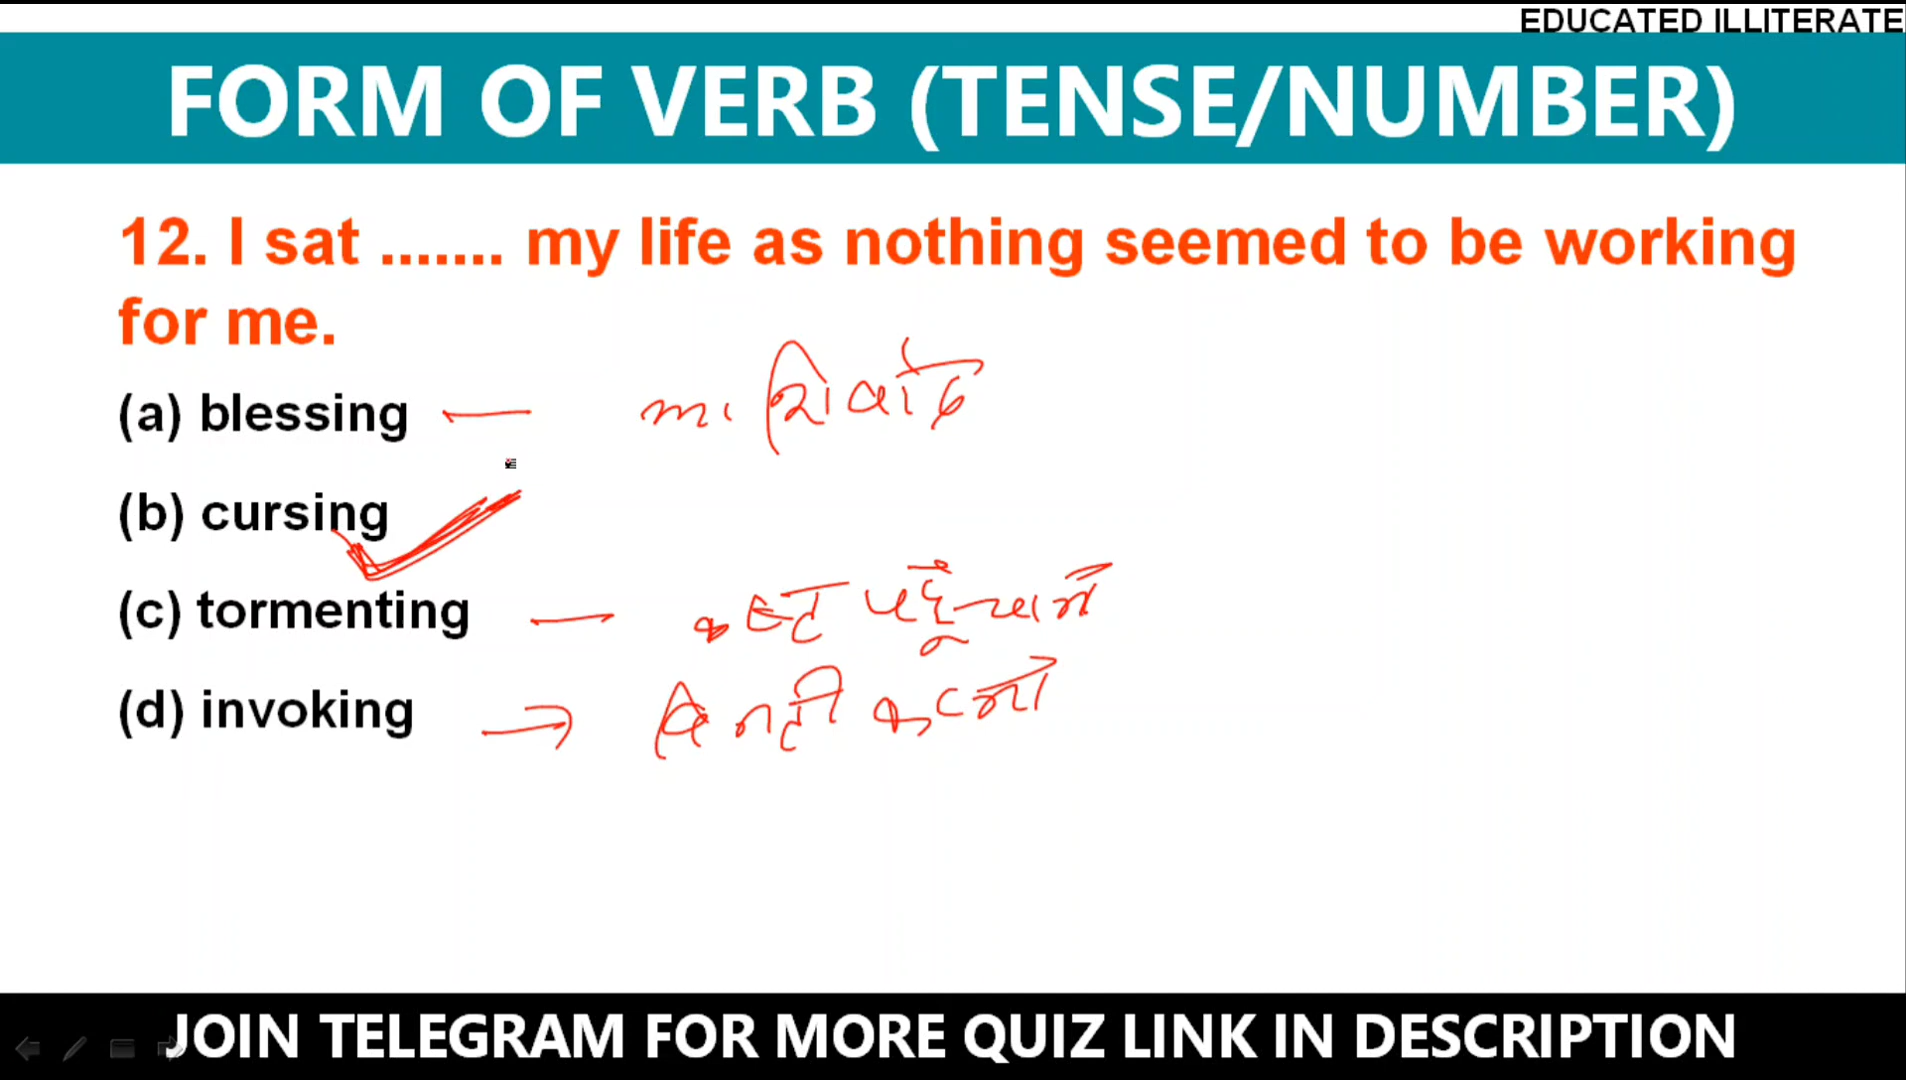 EDUCATED ILLITERATE
FORM OF VERB (TENSE/NUMBER)
12. I sat ....... my life as nothing seemed to be working
for me.
(a) blessing —
(b) cursing
(c) tormenting —
(d) invoking →
JOIN TELEGRAM FOR MORE QUIZ LINK IN DESCRIPTION